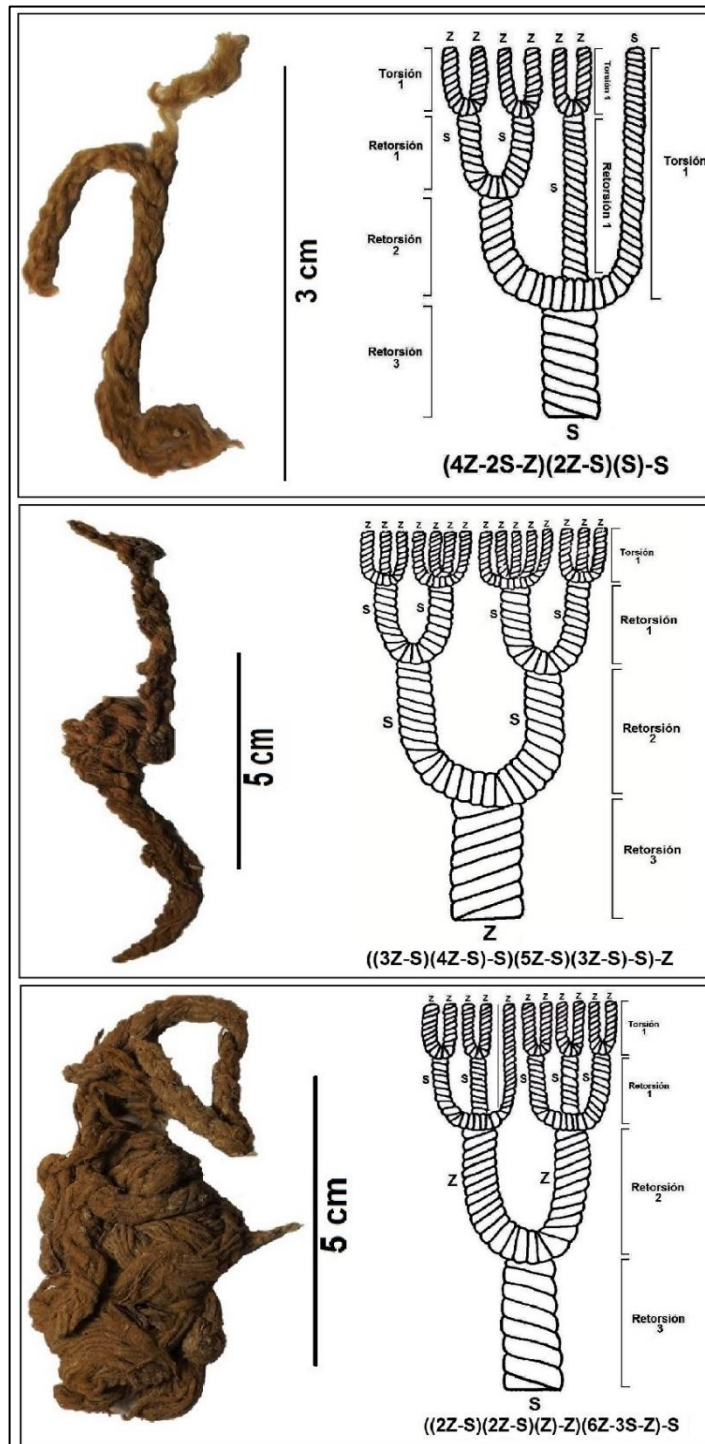 Z Z Z Z Z Z S
Torsión 1
Torsión 1
Torsión 1
Retorsión 1
S S
S
Retorsión 1
Retorsión 2
Retorsión 3
3 cm
S
(4Z-2S-Z)(2Z-S)(S)-S
Z Z Z Z Z Z Z Z Z Z Z Z Z Z Z
Torsión 1
S S S S
Retorsión 1
S S
Retorsión 2
Retorsión 3
5 cm
Z
((3Z-S)(4Z-S)-S)(5Z-S)(3Z-S)-S)-Z
Z Z Z Z Z Z Z Z Z Z Z
Torsión 1
S S S S S
Retorsión 1
Z Z
Retorsión 2
Retorsión 3
5 cm
S
((2Z-S)(2Z-S)(Z)-Z)(6Z-3S-Z)-S